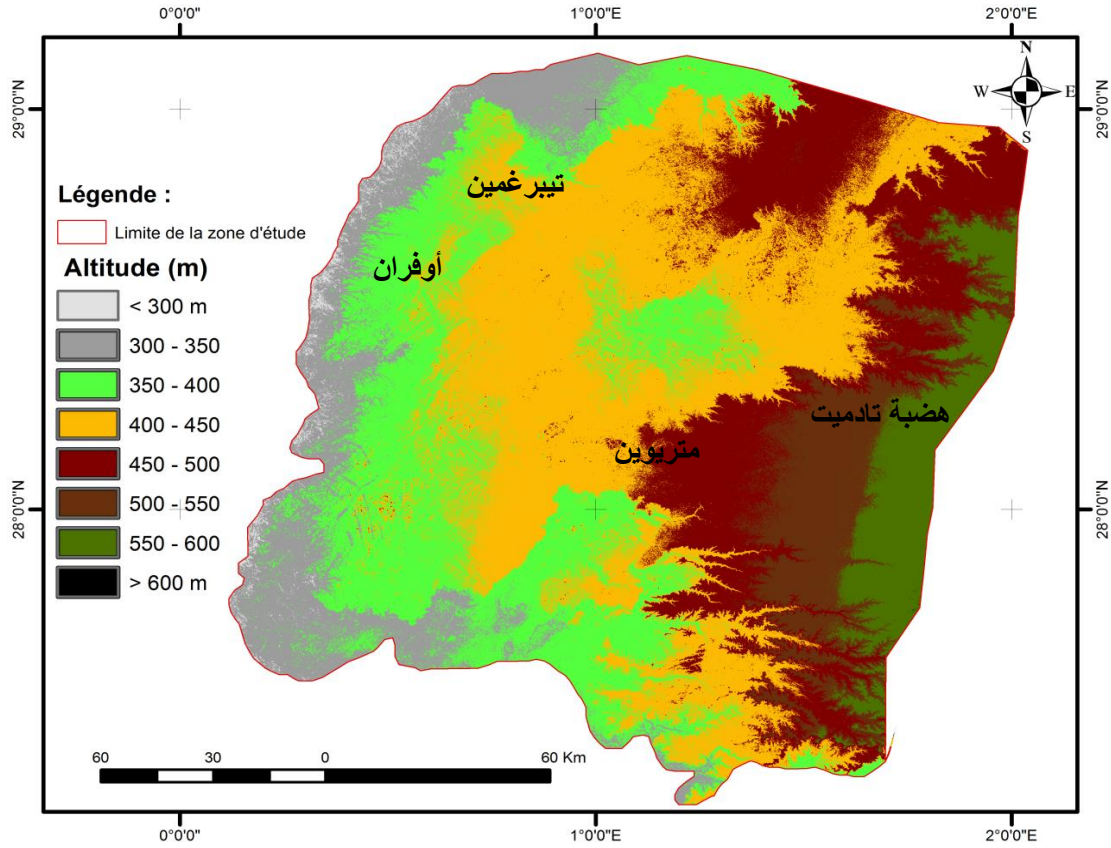 0°0'0"
1°0'0"E
2°0'0"E
N
W
E
S
29°0'0"N
29°0'0"N
تيبرغمين
Légende :
Limite de la zone d'étude
أوفران
Altitude (m)
< 300 m
300 - 350
350 - 400
400 - 450
450 - 500
500 - 550
550 - 600
> 600 m
هضبة تادميت
متريوين
28°0'0"N
28°0'0"N
60 30 0 60 Km
0°0'0"
1°0'0"E
2°0'0"E